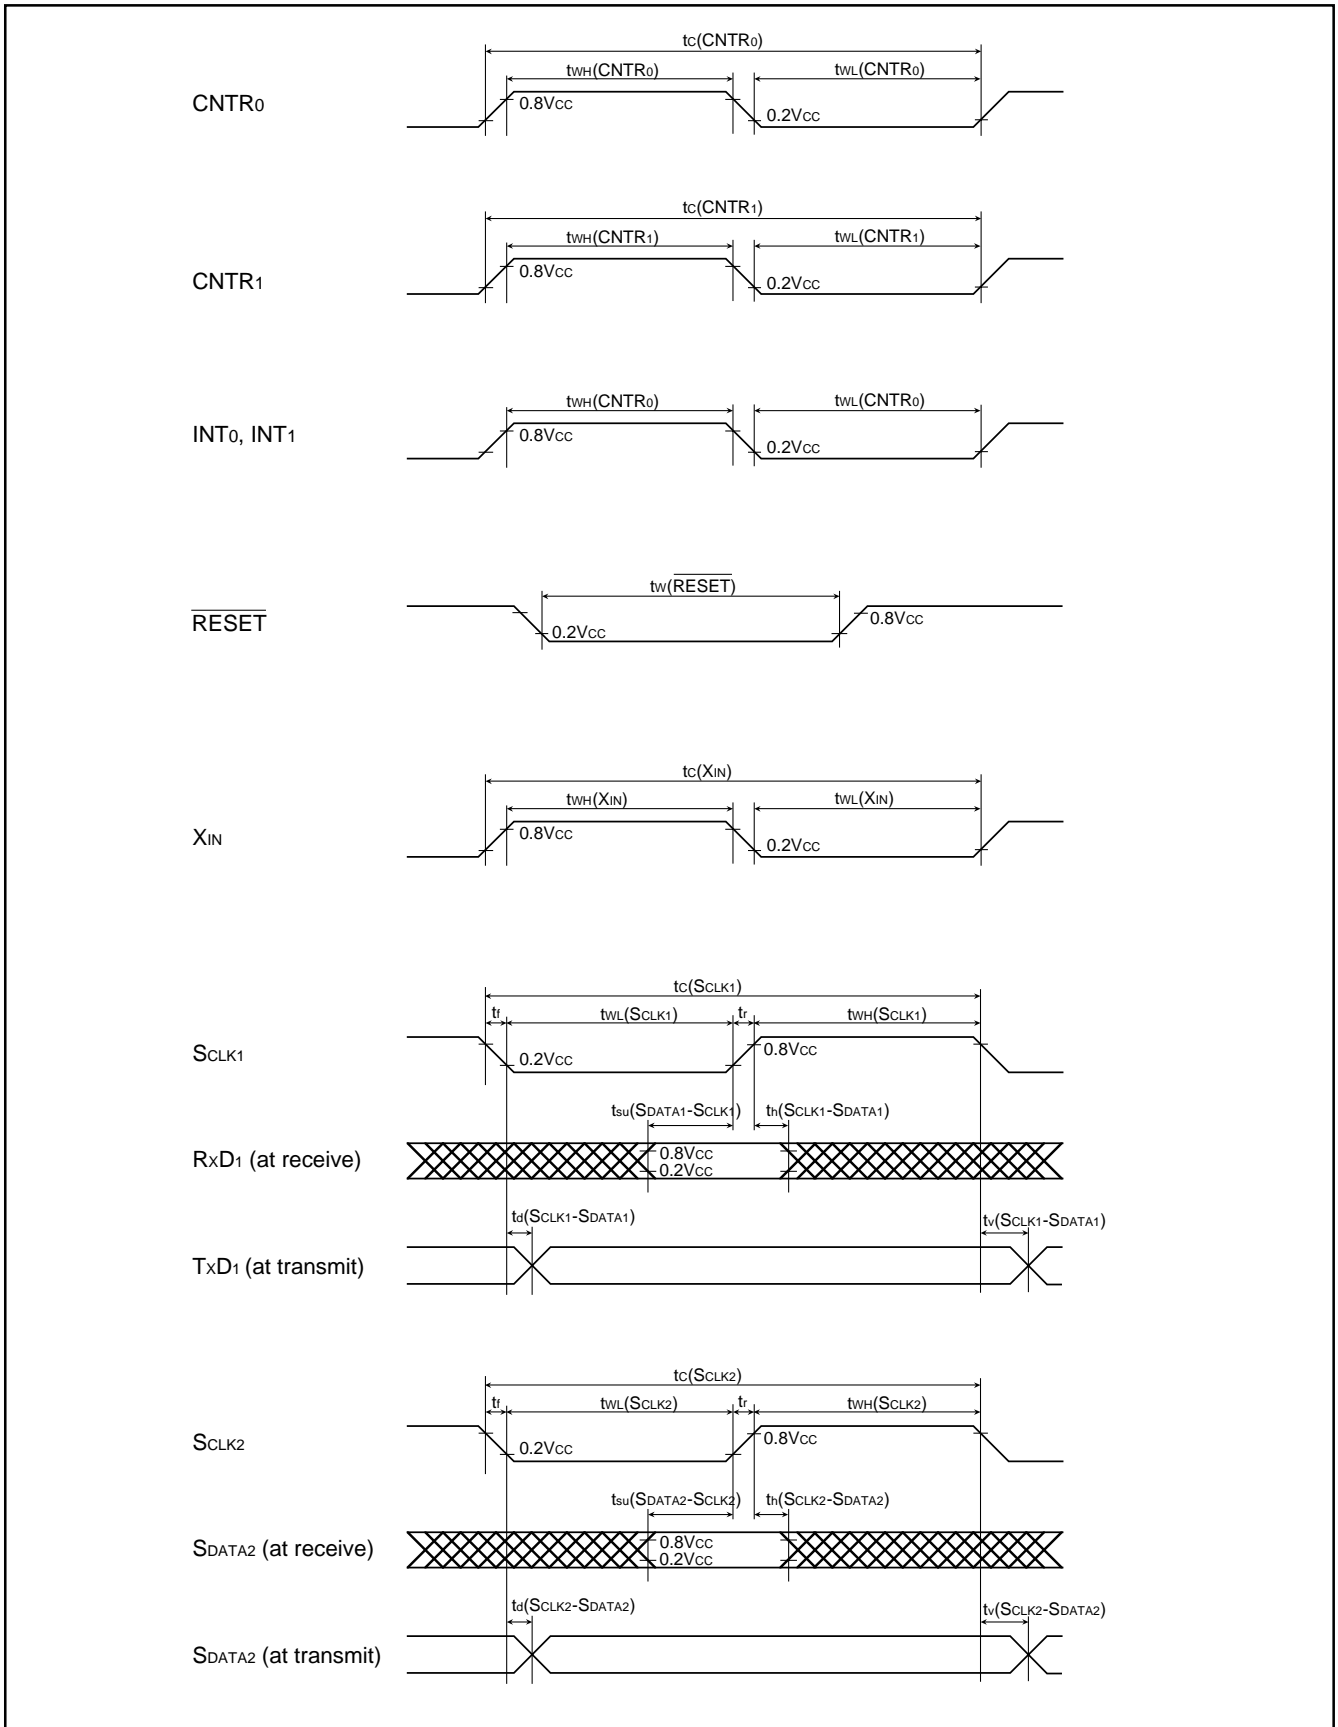 tC(CNTR0)
tWH(CNTR0) tWL(CNTR0)
CNTR0 0.8VCC 0.2VCC
tC(CNTR1)
tWH(CNTR1) tWL(CNTR1)
CNTR1 0.8VCC 0.2VCC
tWH(CNTR0) tWL(CNTR0)
INT0, INT1 0.8VCC 0.2VCC
tW(RESET)
RESET 0.2VCC 0.8VCC
tC(XIN)
tWH(XIN) tWL(XIN)
XIN 0.8VCC 0.2VCC
tC(SCLK1)
tf tWL(SCLK1) tr tWH(SCLK1)
SCLK1 0.2VCC 0.8VCC
tsu(SDATA1-SCLK1) th(SCLK1-SDATA1)
RXD1 (at receive) 0.8VCC
0.2VCC
td(SCLK1-SDATA1) tv(SCLK1-SDATA1)
TXD1 (at transmit)
tC(SCLK2)
tf tWL(SCLK2) tr tWH(SCLK2)
SCLK2 0.2VCC 0.8VCC
tsu(SDATA2-SCLK2) th(SCLK2-SDATA2)
SDATA2 (at receive) 0.8VCC
0.2VCC
td(SCLK2-SDATA2) tv(SCLK2-SDATA2)
SDATA2 (at transmit)